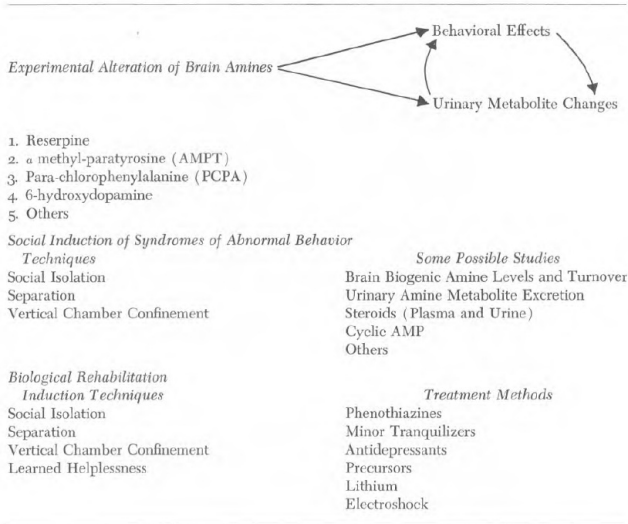 Behavioral Effects
Experimental Alteration of Brain Amines
Urinary Metabolite Changes
1. Reserpine
2. α methyl-paratyrosine (AMPT)
3. Para-chlorophenylalanine (PCPA)
4. 6-hydroxydopamine
5. Others
Social Induction of Syndromes of Abnormal Behavior
Techniques
Social Isolation
Separation
Vertical Chamber Confinement
Some Possible Studies
Brain Biogenic Amine Levels and Turnover
Urinary Amine Metabolite Excretion
Steroids (Plasma and Urine)
Cyclic AMP
Others
Biological Rehabilitation
Induction Techniques
Social Isolation
Separation
Vertical Chamber Confinement
Learned Helplessness
Treatment Methods
Phenothiazines
Minor Tranquilizers
Antidepressants
Precursors
Lithium
Electroshock